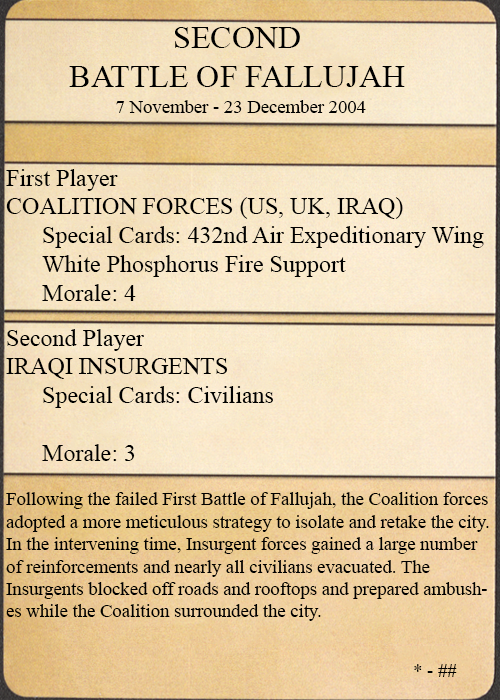 SECOND
BATTLE OF FALLUJAH
7 November - 23 December 2004
First Player
COALITION FORCES (US, UK, IRAQ)
Special Cards: 432nd Air Expeditionary Wing
White Phosphorus Fire Support
Morale: 4
Second Player
IRAQI INSURGENTS
Special Cards: Civilians
Morale: 3
Following the failed First Battle of Fallujah, the Coalition forces
adopted a more meticulous strategy to isolate and retake the city.
In the intervening time, Insurgent forces gained a large number
of reinforcements and nearly all civilians evacuated. The
Insurgents blocked off roads and rooftops and prepared ambush-
es while the Coalition surrounded the city.
* - ##